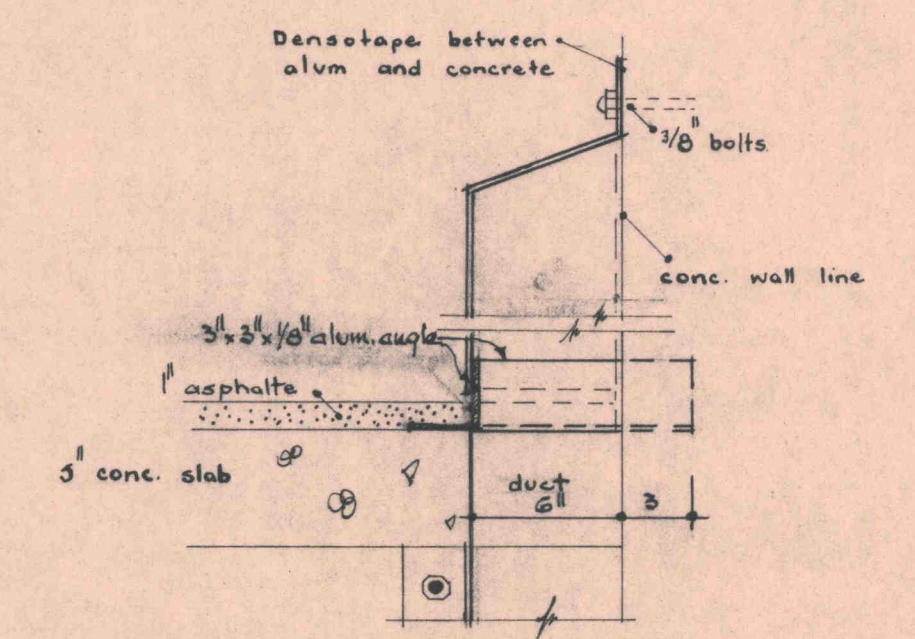 Densotape between
alum and concrete
3/8" bolts
conc. wall line
3"x3"x1/8" alum. angle
1" asphalte
5" conc. slab
duct
6"
3